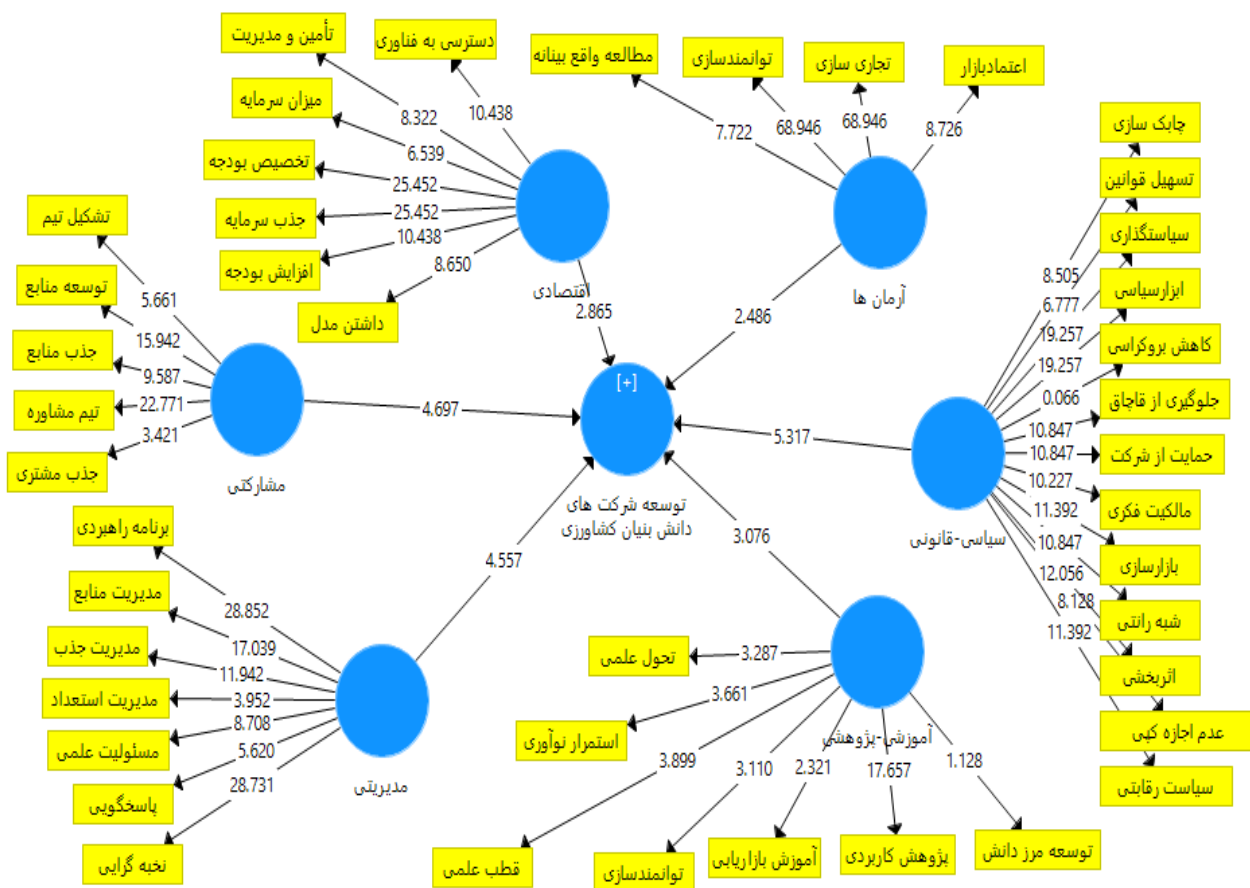 تأمین و مدیریت
دسترسی به فناوری
میزان سرمایه
تخصیص بودجه
جذب سرمایه
افزایش بودجه
داشتن مدل
8.322
10.438
6.539
25.452
25.452
10.438
8.650
اقتصادی
2.865
مطالعه واقع بینانه
توانمندسازی
تجاری سازی
اعتمادبازار
7.722
68.946
68.946
8.726
آرمان ها
2.486
چابک سازی
تسهیل قوانین
سیاستگذاری
ابزارسیاسی
کاهش بروکراسی
جلوگیری از قاچاق
حمایت از شرکت
مالکیت فکری
بازارسازی
شبه رانتی
اثربخشی
عدم اجازه کپی
سیاست رقابتی
8.505
6.777
19.257
19.257
0.066
10.847
10.847
10.227
11.392
10.847
12.056
8.128
11.392
سیاسی-قانونی
5.317
تشکیل تیم
توسعه منابع
جذب منابع
تیم مشاوره
جذب مشتری
5.661
15.942
9.587
22.771
3.421
مشارکتی
4.697
[+]
توسعه شرکت های
دانش بنیان کشاورزی
برنامه راهبردی
مدیریت منابع
مدیریت جذب
مدیریت استعداد
مسئولیت علمی
پاسخگویی
نخبه گرایی
28.852
17.039
11.942
3.952
8.708
5.620
28.731
مدیریتی
4.557
3.076
آموزشی-پژوهشی
تحول علمی
استمرار نوآوری
قطب علمی
توانمندسازی
آموزش بازاریابی
پژوهش کاربردی
توسعه مرز دانش
3.287
3.661
3.899
3.110
2.321
17.657
1.128